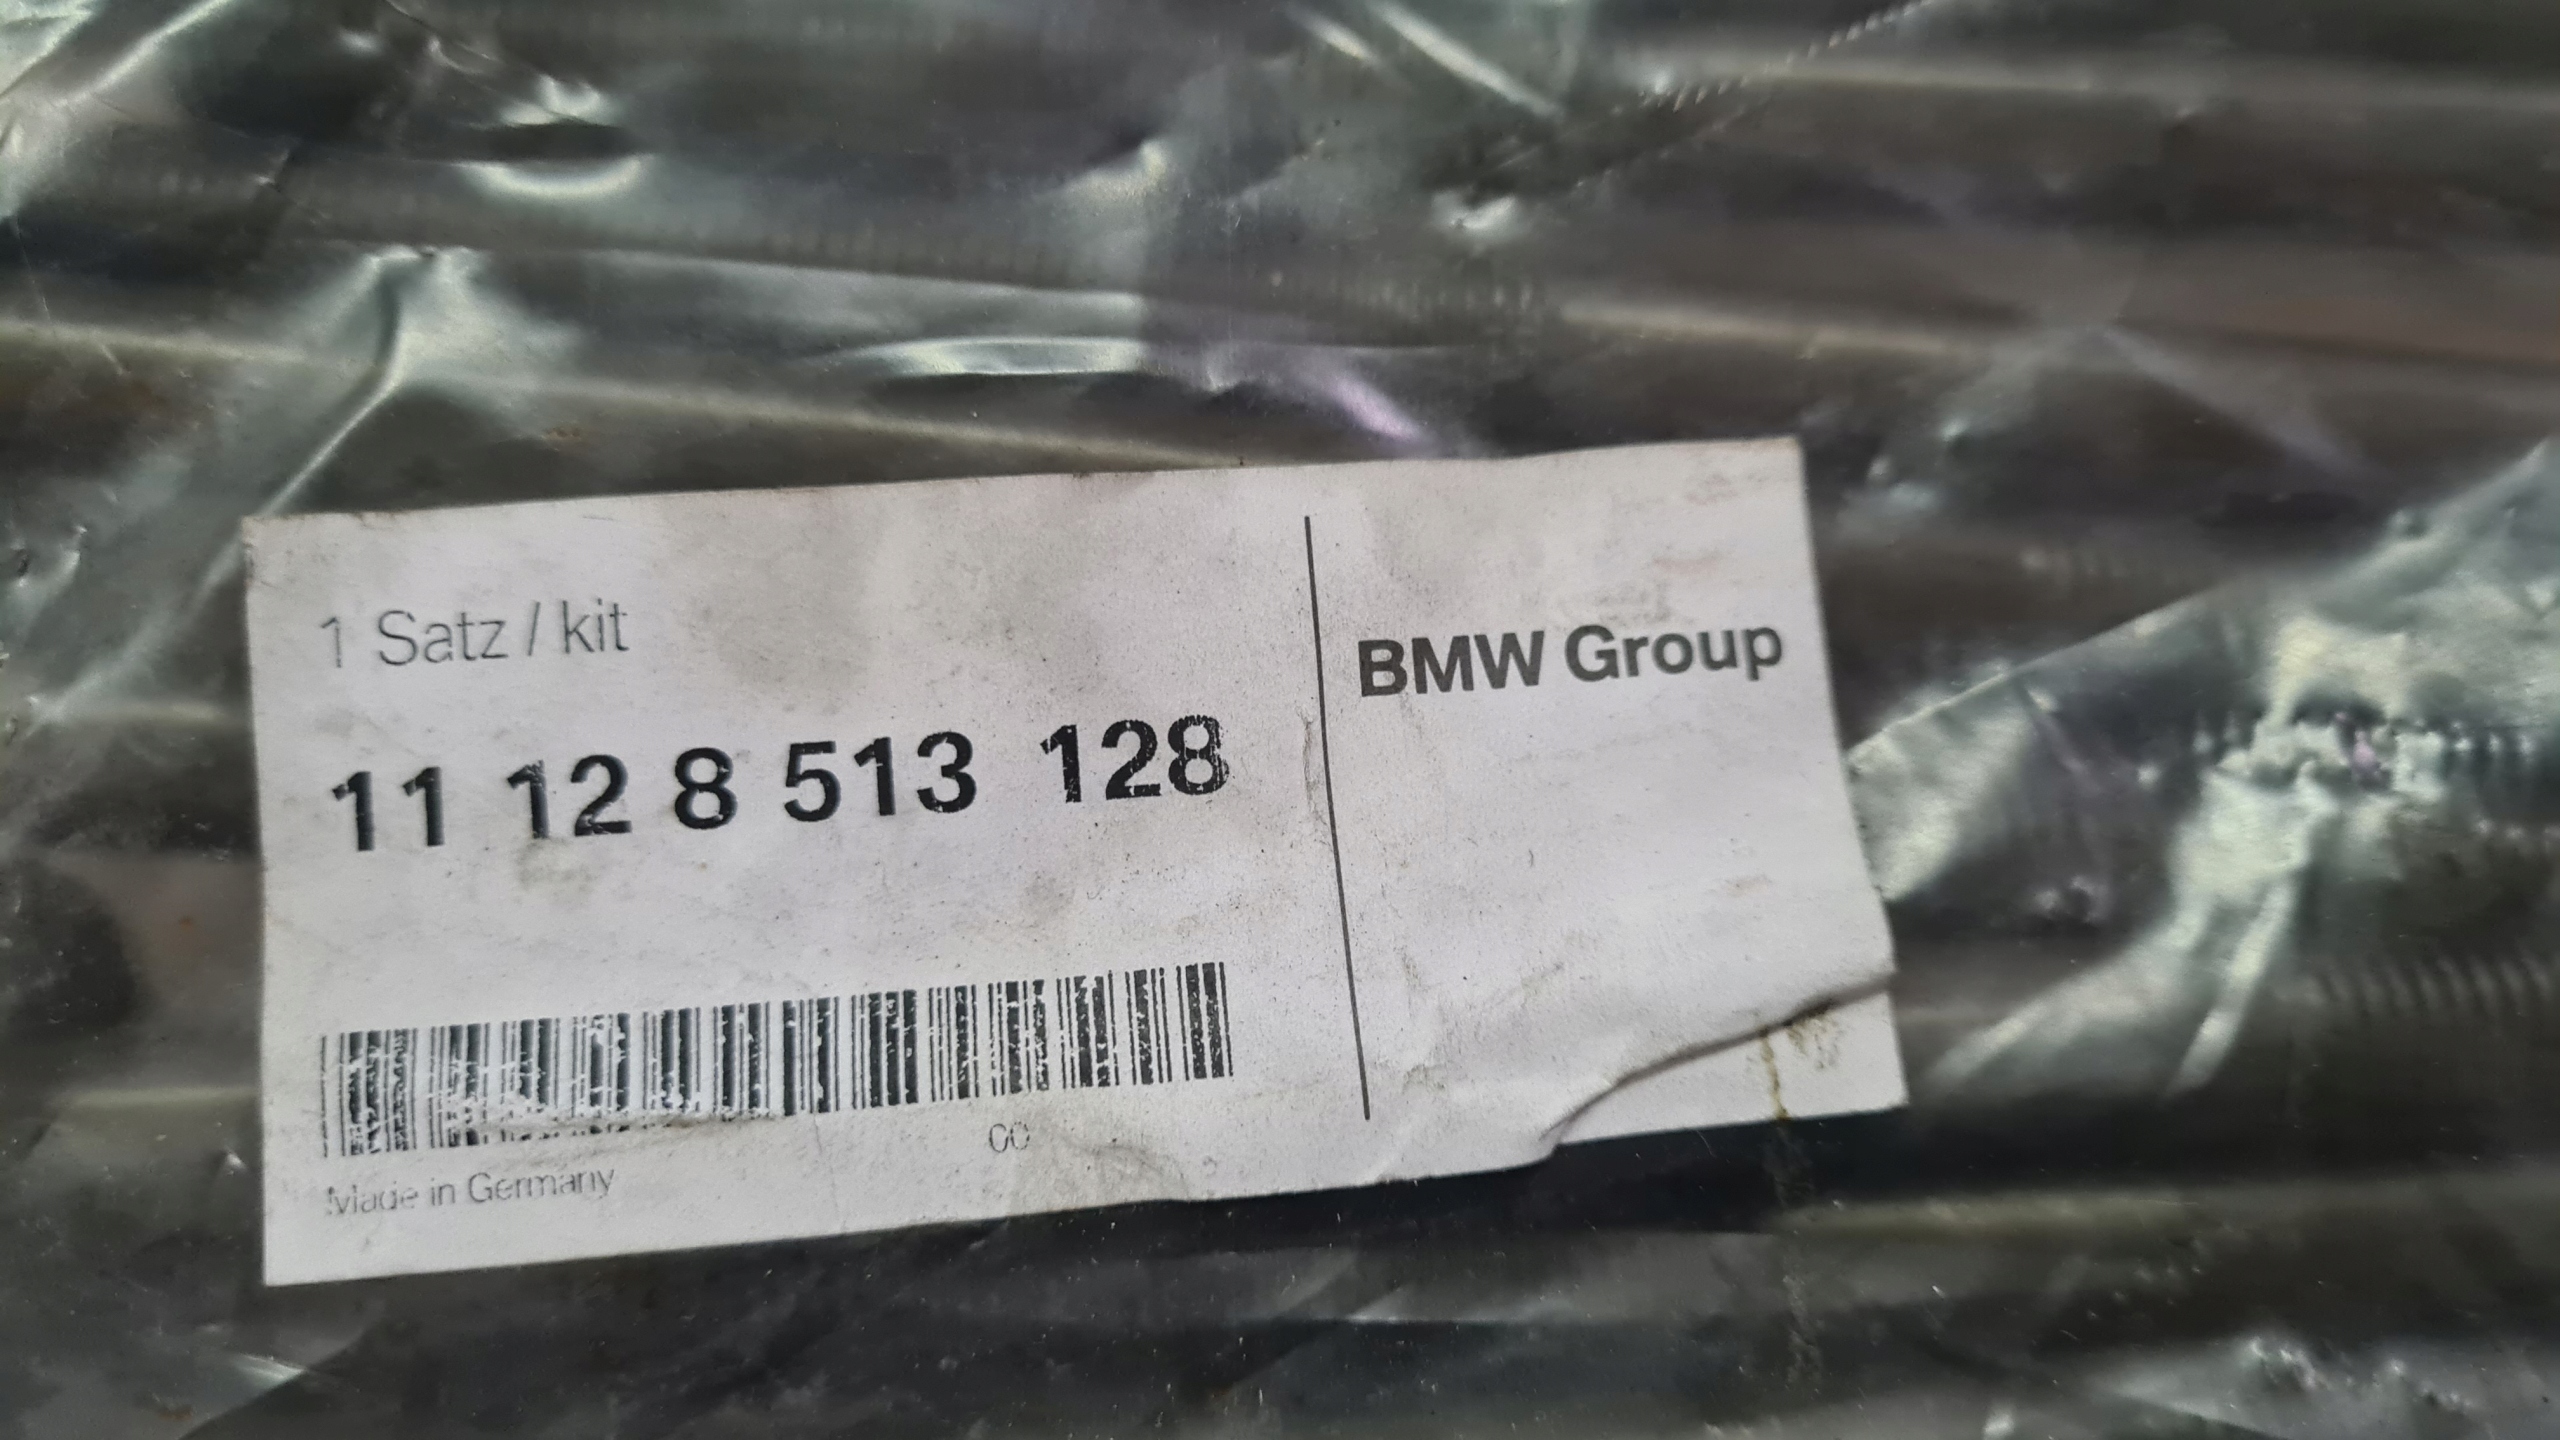 1 Satz / kit
BMW Group
11 12 8 513 128
00
Made in Germany